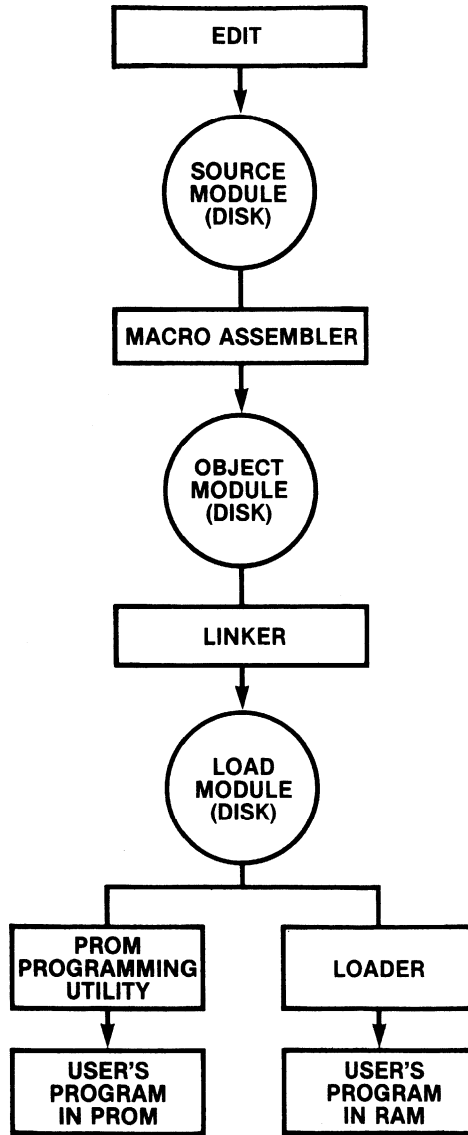 EDIT
SOURCE
MODULE
(DISK)
MACRO ASSEMBLER
OBJECT
MODULE
(DISK)
LINKER
LOAD
MODULE
(DISK)
PROM
PROGRAMMING
UTILITY
LOADER
USER'S
PROGRAM
IN PROM
USER'S
PROGRAM
IN RAM